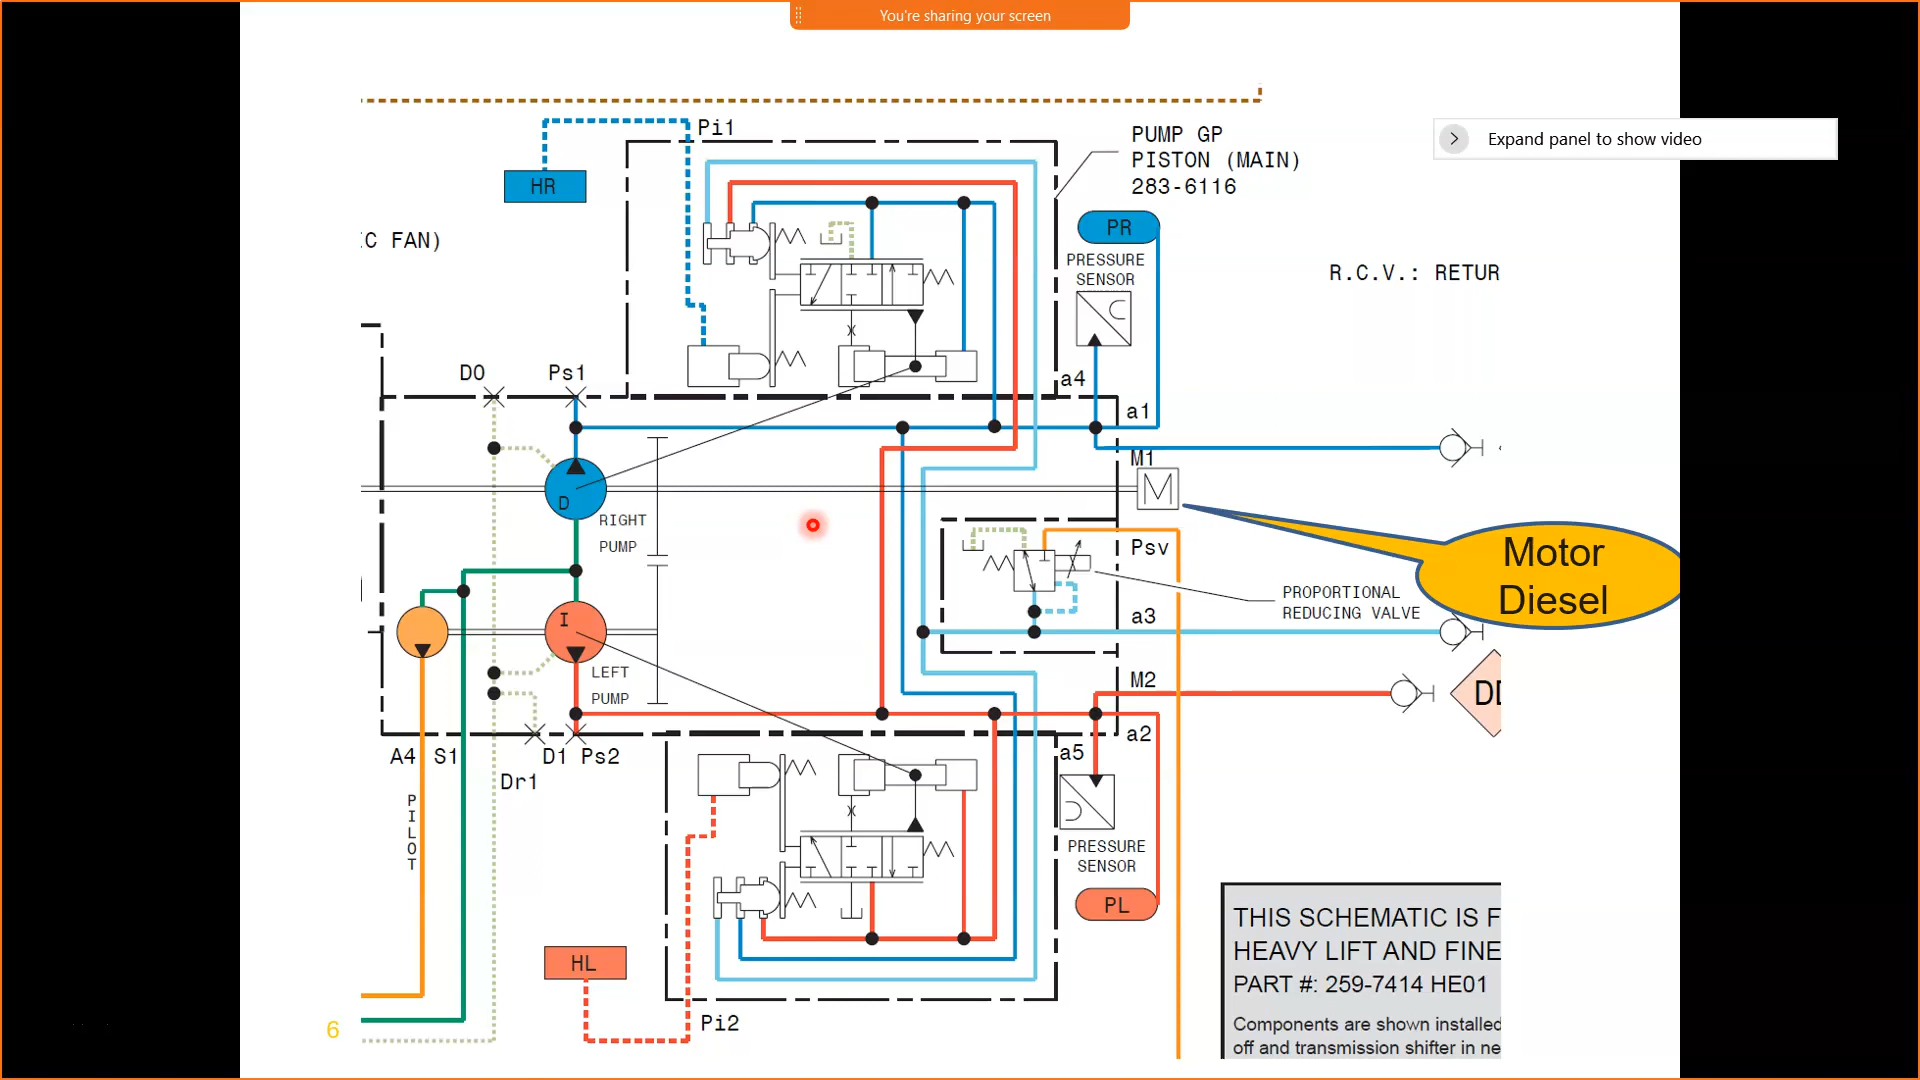 You're sharing your screen
Expand panel to show video
Pi1
PUMP GP
PISTON (MAIN)
283-6116
HR
PR
C FAN)
PRESSURE
SENSOR
R.C.V.: RETUR
D0
Ps1
a4
a1
M1
M
D
RIGHT
PUMP
Psv
Motor
Diesel
PROPORTIONAL
REDUCING VALVE
I
a3
LEFT
PUMP
M2
a2
A4
S1
D1
Ps2
a5
Dr1
PILOT
PRESSURE
SENSOR
PL
HL
THIS SCHEMATIC IS F
HEAVY LIFT AND FINE
PART #: 259-7414 HE01
Components are shown installed
off and transmission shifter in ne
Pi2
6